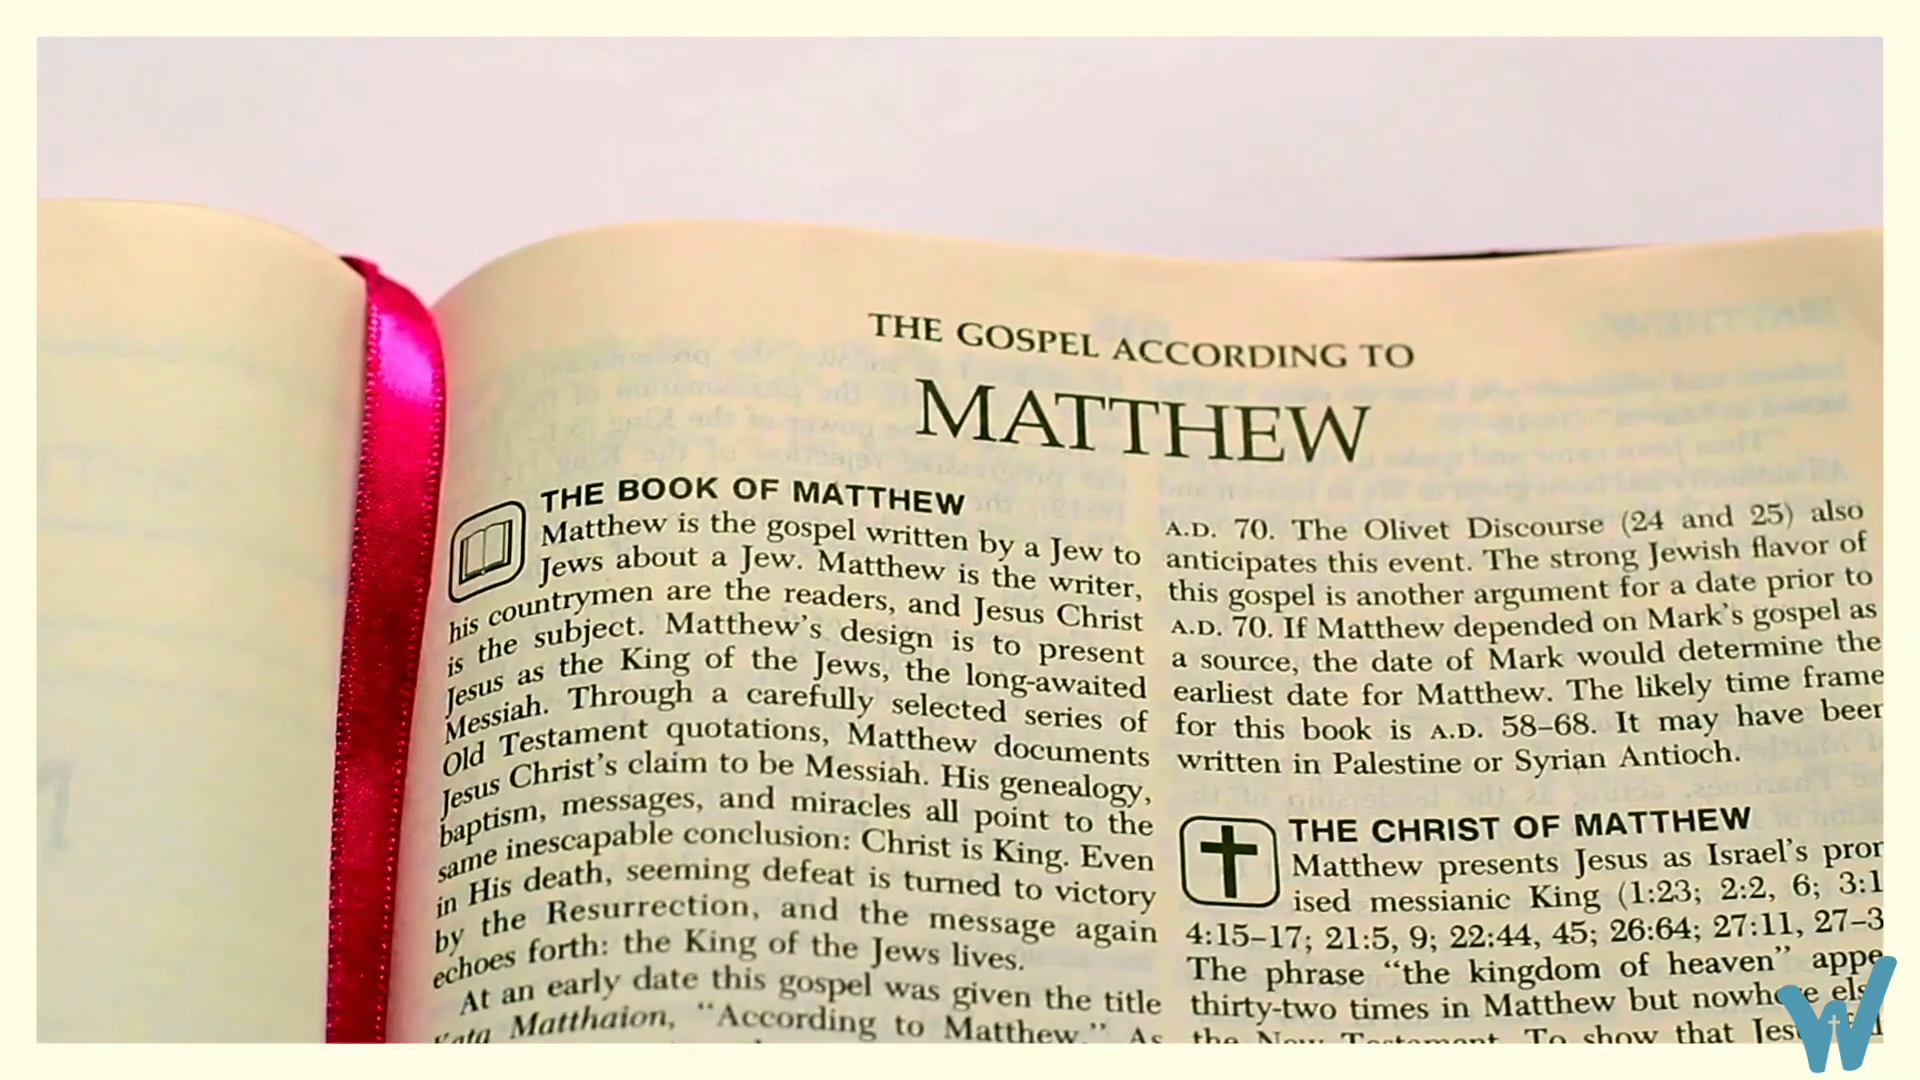 THE GOSPEL ACCORDING TO
MATTHEW
THE BOOK OF MATTHEW
Matthew is the gospel written by a Jew to
Jews about a Jew. Matthew is the writer,
his countrymen are the readers, and Jesus Christ
is the subject. Matthew's design is to present
Jesus as the King of the Jews, the long-awaited
Messiah. Through a carefully selected series of
Old Testament quotations, Matthew documents
Jesus Christ's claim to be Messiah. His genealogy,
baptism, messages, and miracles all point to the
same inescapable conclusion: Christ is King. Even
in His death, seeming defeat is turned to victory
by the Resurrection, and the message again
echoes forth: the King of the Jews lives.
At an early date this gospel was given the title
Kata Matthaion, “According to Matthew.” As
A.D. 70. The Olivet Discourse (24 and 25) also
anticipates this event. The strong Jewish flavor of
this gospel is another argument for a date prior to
A.D. 70. If Matthew depended on Mark's gospel as
a source, the date of Mark would determine the
earliest date for Matthew. The likely time frame
for this book is A.D. 58–68. It may have been
written in Palestine or Syrian Antioch.
THE CHRIST OF MATTHEW
Matthew presents Jesus as Israel's prom
ised messianic King (1:23; 2:2, 6; 3:1
4:15–17; 21:5, 9; 22:44, 45; 26:64; 27:11, 27–3
The phrase “the kingdom of heaven” appe
thirty-two times in Matthew but nowhere els
the New Testament. To show that Jes
W